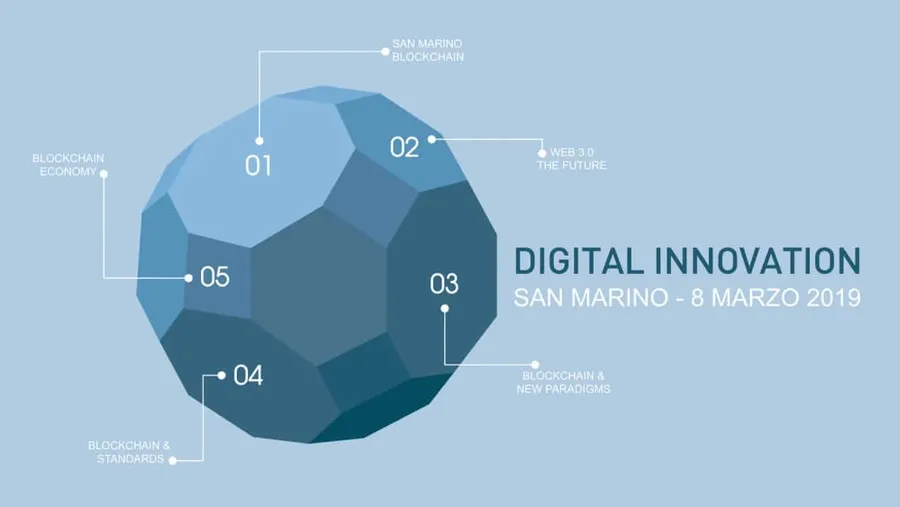 SAN MARINO
BLOCKCHAIN
01
02
WEB 3.0
THE FUTURE
BLOCKCHAIN
ECONOMY
05
03
DIGITAL INNOVATION
SAN MARINO - 8 MARZO 2019
04
BLOCKCHAIN &
NEW PARADIGMS
BLOCKCHAIN &
STANDARDS